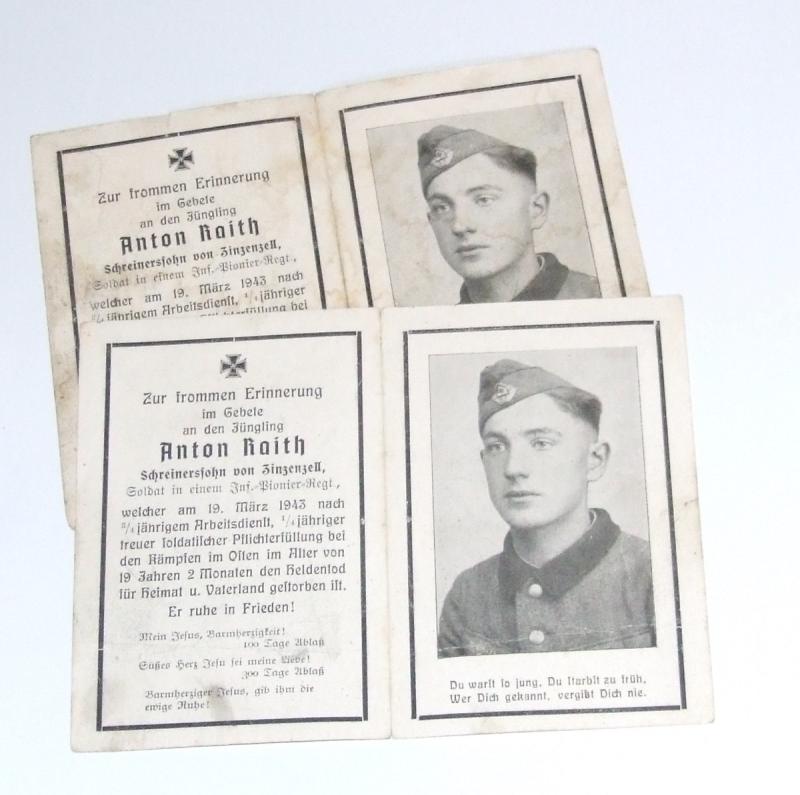 Zur frommen Erinnerung
im Gebete
an den Jüngling
Anton Raith
Schreinerssohn von Zinzenzell,
Soldat in einem Inf.-Pionier-Regt.,
welcher am 19. März 1943 nach
jährigem Arbeitsdienst, 1/4 jähriger
Zur frommen Erinnerung
im Gebete
an den Jüngling
Anton Raith
Schreinerssohn von Zinzenzell,
Soldat in einem Inf.-Pionier-Regt.,
welcher am 19. März 1943 nach
jährigem Arbeitsdienst, 1/4 jähriger
treuer soldatischer Pflichterfüllung bei
den Kämpfen im Osten im Alter von
19 Jahren 2 Monaten den Heldentod
für Heimat u. Vaterland gestorben ist.
Er ruhe in Frieden!
Mein Jesus, Barmherzigkeit!
100 Tage Ablaß
Süßes Herz Jesu sei meine Liebe!
300 Tage Ablaß
Barmherziger Jesus, gib ihm die
ewige Ruhe!
Du warst so jung, Du starbst zu früh,
Wer Dich gekannt, vergißt Dich nie.